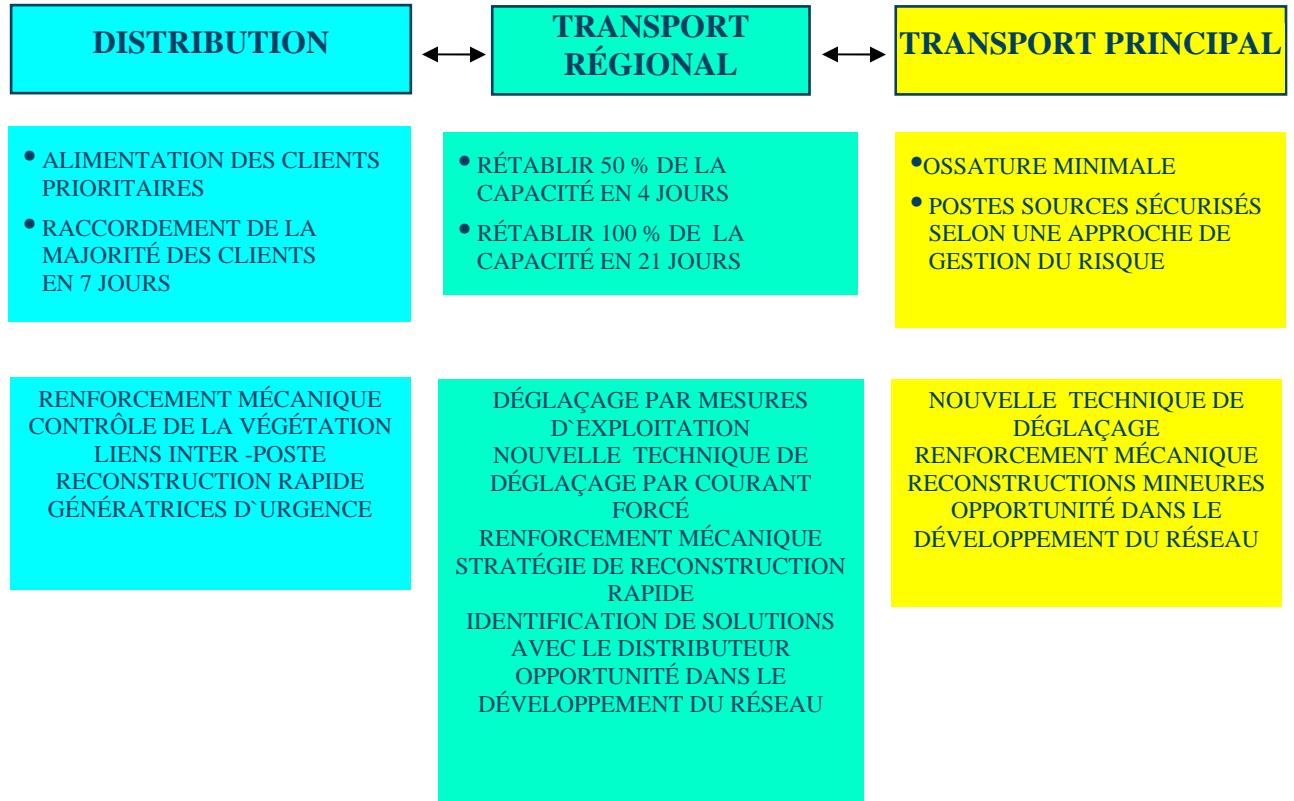 DISTRIBUTION
TRANSPORT
RÉGIONAL
TRANSPORT PRINCIPAL
• ALIMENTATION DES CLIENTS
PRIORITAIRES
• RACCORDEMENT DE LA
MAJORITÉ DES CLIENTS
EN 7 JOURS
• RÉTABLIR 50 % DE LA
CAPACITÉ EN 4 JOURS
• RÉTABLIR 100 % DE LA
CAPACITÉ EN 21 JOURS
•OSSATURE MINIMALE
• POSTES SOURCES SÉCURISÉS
SELON UNE APPROCHE DE
GESTION DU RISQUE
RENFORCEMENT MÉCANIQUE
CONTRÔLE DE LA VÉGÉTATION
LIENS INTER -POSTE
RECONSTRUCTION RAPIDE
GÉNÉRATRICES D`URGENCE
DÉGLAÇAGE PAR MESURES
D`EXPLOITATION
NOUVELLE TECHNIQUE DE
DÉGLAÇAGE PAR COURANT
FORCÉ
RENFORCEMENT MÉCANIQUE
STRATÉGIE DE RECONSTRUCTION
RAPIDE
IDENTIFICATION DE SOLUTIONS
AVEC LE DISTRIBUTEUR
OPPORTUNITÉ DANS LE
DÉVELOPPEMENT DU RÉSEAU
NOUVELLE TECHNIQUE DE
DÉGLAÇAGE
RENFORCEMENT MÉCANIQUE
RECONSTRUCTIONS MINEURES
OPPORTUNITÉ DANS LE
DÉVELOPPEMENT DU RÉSEAU